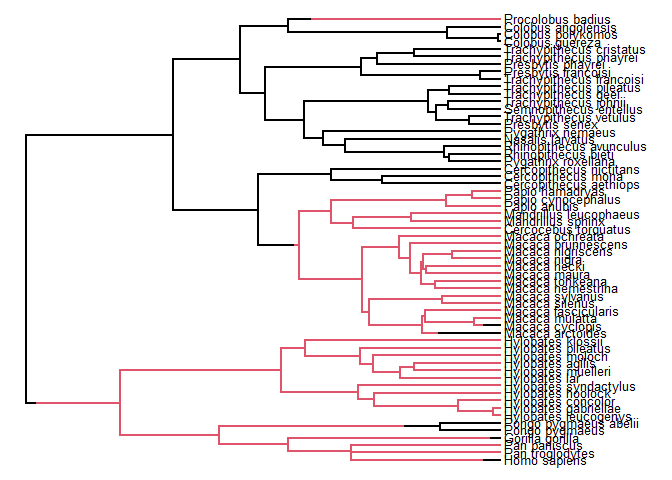 Procolobus badius
Colobus angolensis
Colobus polykomos
Colobus guereza
Trachypithecus cristatus
Trachypithecus phayrei
Presbytis phayrei
Presbytis francoisi
Trachypithecus francoisi
Trachypithecus pileatus
Trachypithecus geei
Trachypithecus johnii
Semnopithecus entellus
Trachypithecus vetulus
Presbytis senex
Pygathrix nemaeus
Nasalis larvatus
Rhinopithecus avunculus
Rhinopithecus bieti
Pygathrix roxellana
Cercopithecus nictitans
Cercopithecus mona
Cercopithecus aethiops
Papio hamadryas
Papio cynocephalus
Papio anubis
Mandrillus leucophaeus
Mandrillus sphinx
Cercocebus torquatus
Macaca ochreata
Macaca brunnescens
Macaca nigriscens
Macaca nigra
Macaca hecki
Macaca maura
Macaca tonkeana
Macaca nemestrina
Macaca sylvanus
Macaca silenus
Macaca fascicularis
Macaca mulatta
Macaca cyclopis
Macaca arctoides
Hylobates klossii
Hylobates pileatus
Hylobates moloch
Hylobates agilis
Hylobates muelleri
Hylobates lar
Hylobates syndactylus
Hylobates hoolock
Hylobates concolor
Hylobates gabriellae
Hylobates leucogenys
Pongo pygmaeus abelii
Pongo pygmaeus
Gorilla gorilla
Pan paniscus
Pan troglodytes
Homo sapiens